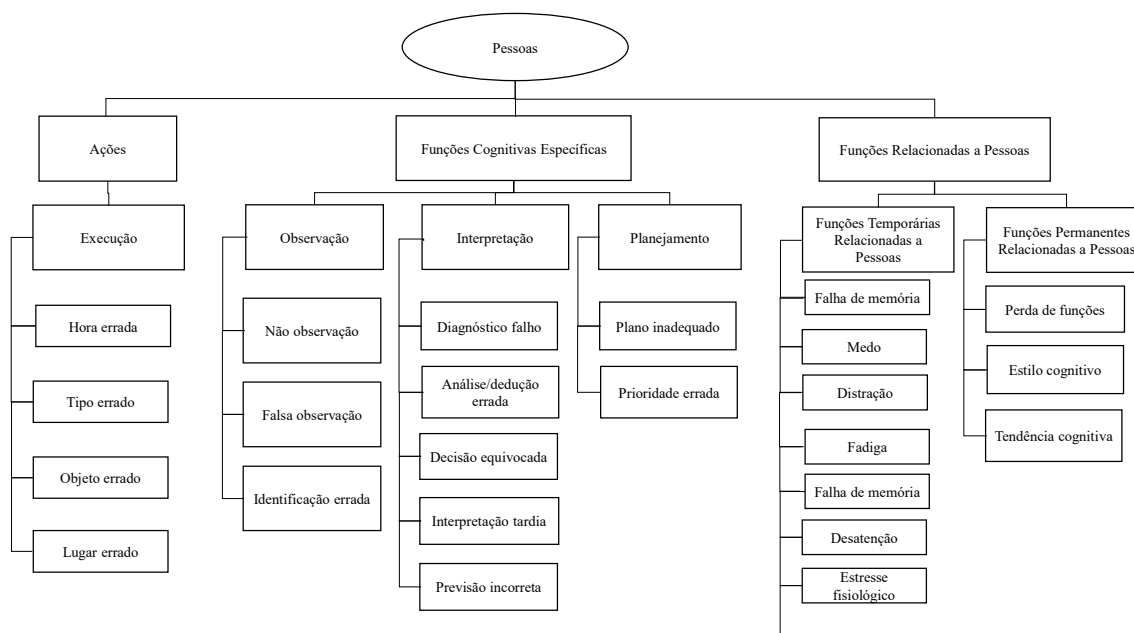 Pessoas
Ações
Funções Cognitivas Específicas
Funções Relacionadas a Pessoas
Execução
Hora errada
Tipo errado
Objeto errado
Lugar errado
Observação
Não observação
Falsa observação
Identificação errada
Interpretação
Diagnóstico falho
Análise/dedução
errada
Decisão equivocada
Interpretação tardia
Previsão incorreta
Planejamento
Plano inadequado
Prioridade errada
Funções Temporárias
Relacionadas a
Pessoas
Falha de memória
Medo
Distração
Fadiga
Falha de memória
Desatenção
Estresse
fisiológico
Funções Permanentes
Relacionadas a Pessoas
Perda de funções
Estilo cognitivo
Tendência cognitiva